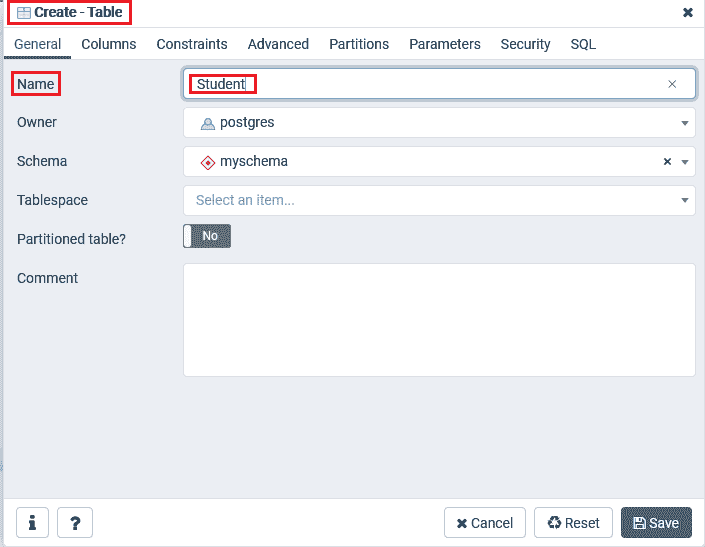 Create - Table
General Columns Constraints Advanced Partitions Parameters Security SQL
Name Student
Owner postgres
Schema myschema
Tablespace Select an item...
Partitioned table? No
Comment
i ? Cancel Reset Save